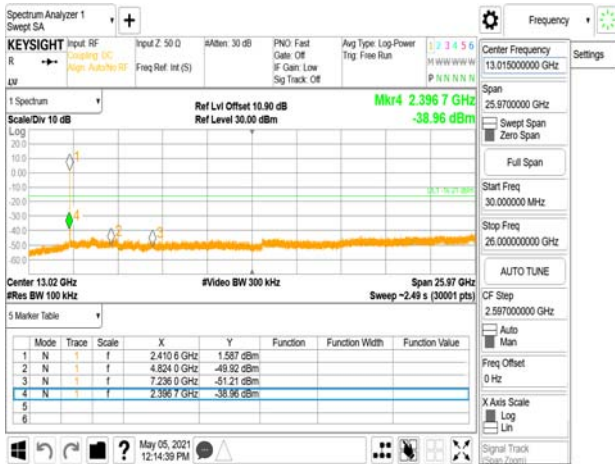 Spectrum Analyzer 1
Swept SA
Frequency
KEYSIGHT Input: RF Input Z: 50 Ω #Atten: 30 dB PNO: Fast Avg Type: Log-Power 1 2 3 4 5 6
R Coupling: DC Gate: Off Trig: Free Run M W W W W W
Align: Auto/No RF Freq Ref: Int (S) IF Gain: Low P N N N N N
Sig Track: Off
LXI
1 Spectrum
Ref Lvl Offset 10.90 dB Mkr4 2.396 7 GHz
Scale/Div 10 dB Ref Level 30.00 dBm -38.96 dBm
Log
20.0
10.0
0.00
-10.0
-20.0
-30.0
-40.0
-50.0
-60.0
1
4
2
3
Center 13.02 GHz #Video BW 300 kHz Span 25.97 GHz
#Res BW 100 kHz Sweep ~2.49 s (30001 pts)
5 Marker Table
Mode Trace Scale X Y Function Function Width Function Value
1 N 1 f 2.410 6 GHz 1.587 dBm
2 N 1 f 4.824 0 GHz -49.92 dBm
3 N 1 f 7.236 0 GHz -51.21 dBm
4 N 1 f 2.396 7 GHz -38.96 dBm
5
6
? May 05, 2021
12:14:39 PM
Center Frequency
13.015000000 GHz
Settings
Span
25.9700000 GHz
Swept Span
Zero Span
Full Span
Start Freq
30.000000 MHz
Stop Freq
26.000000000 GHz
AUTO TUNE
CF Step
2.597000000 GHz
Auto
Man
Freq Offset
0 Hz
X Axis Scale
Log
Lin
Signal Track
(Span Zoom)